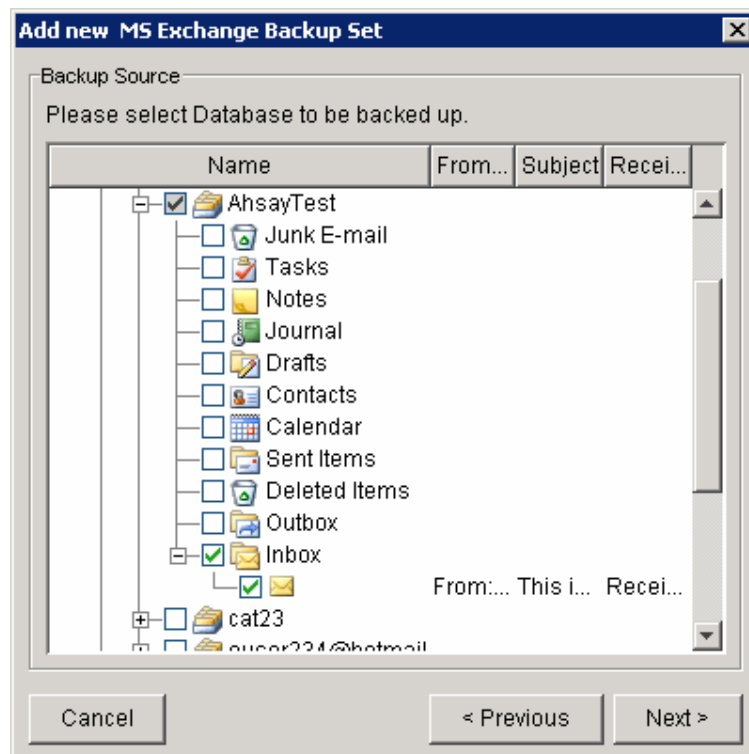 Add new MS Exchange Backup Set
Backup Source
Please select Database to be backed up.
Name From... Subject Recei...
AhsayTest
Junk E-mail
Tasks
Notes
Journal
Drafts
Contacts
Calendar
Sent Items
Deleted Items
Outbox
Inbox
From:... This i... Recei...
cat23
Cancel < Previous Next >